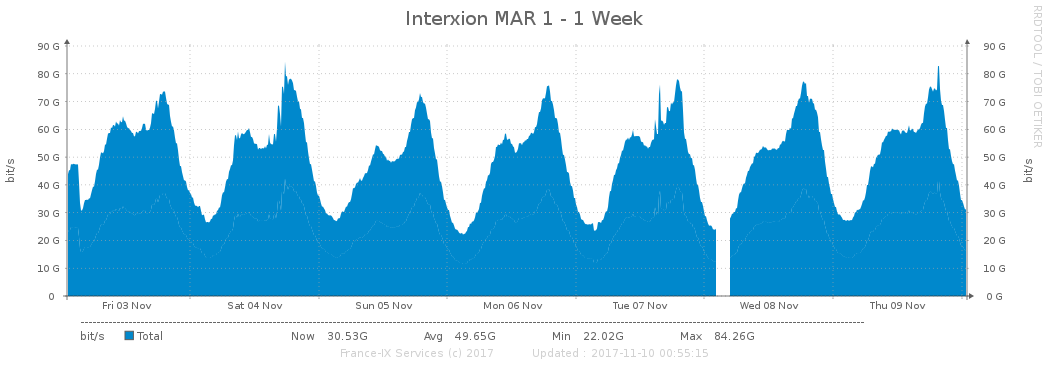 Interxion MAR 1 - 1 Week
RRDTOOL / TOBI OETIKER
bit/s
90 G 90 G
80 G 80 G
70 G 70 G
60 G 60 G
50 G 50 G
40 G 40 G
30 G 30 G
20 G 20 G
10 G 10 G
0 0 G
bit/s
Fri 03 Nov Sat 04 Nov Sun 05 Nov Mon 06 Nov Tue 07 Nov Wed 08 Nov Thu 09 Nov
bit/s Total Now 30.53G Avg 49.65G Min 22.02G Max 84.26G
France-IX Services (c) 2017 Updated : 2017-11-10 00:55:15